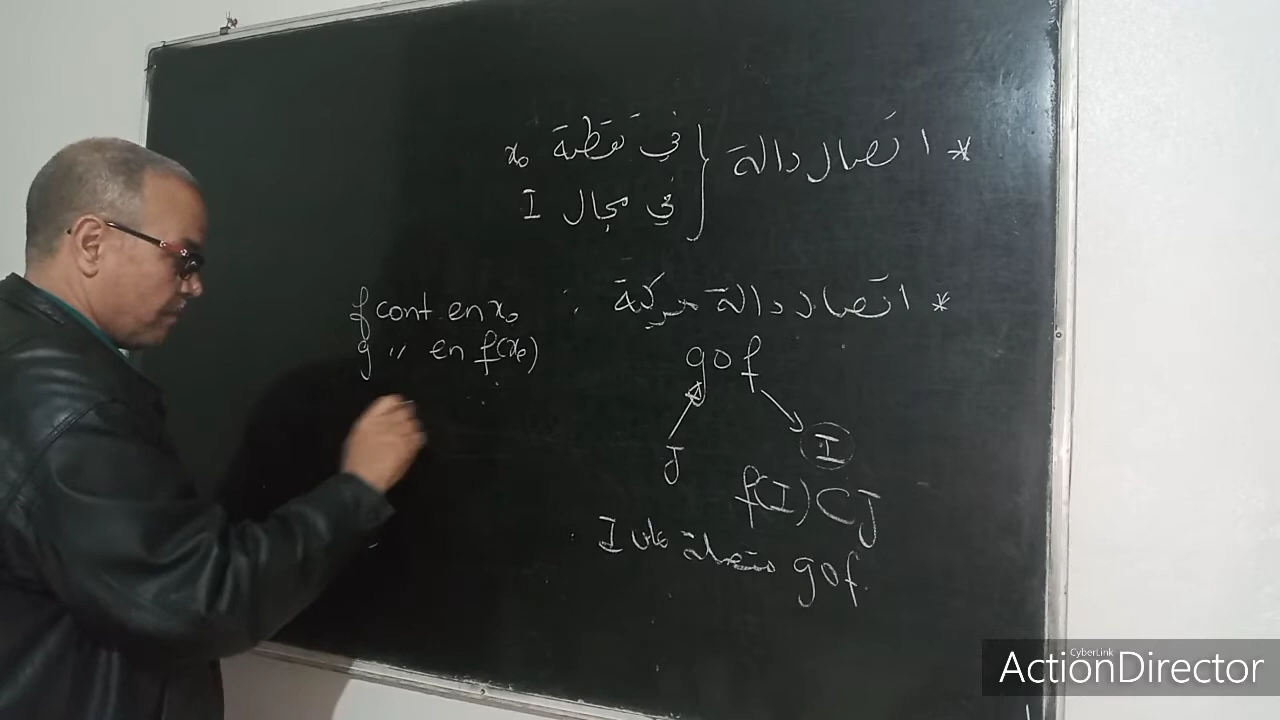 * اتصال دالة { في نقطة x₀
في مجال I
* اتصال دالة مركبة :
gof
J
I
f(I) ⊂ J
gof متصلة على I
f cont en x₀
g " en f(x₀)
CyberLink
ActionDirector